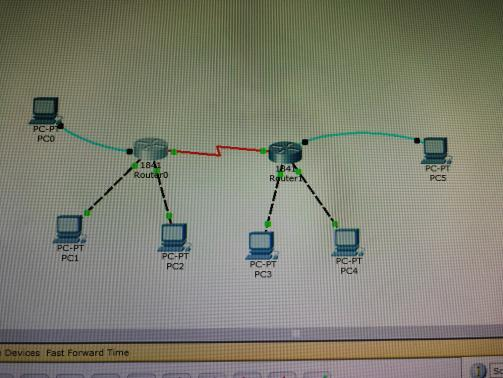 PC-PT
PC0
1841
Router0
1841
Router1
PC-PT
PC5
PC-PT
PC1
PC-PT
PC2
PC-PT
PC3
PC-PT
PC4
Devices Fast Forward Time